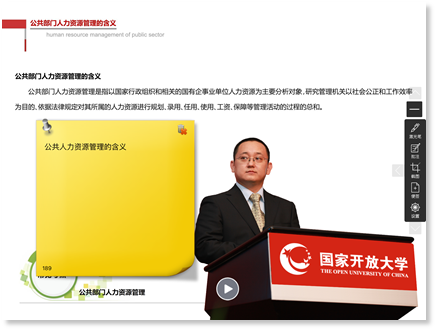 公共部门人力资源管理的含义
human resource management of public sector
公共部门人力资源管理的含义
公共部门人力资源管理是指以国家行政组织和相关的国有企事业单位人力资源为主要分析对象,研究管理机关以社会公正和工作效率
为目的,依据法律规定对其所属的人力资源进行规划、录用、任用、使用、工资、保障等管理活动的过程的总和。
公共人力资源管理的含义
189
激光笔
批注
截图
便签
设置
国家开放大学
THE OPEN UNIVERSITY OF CHINA
公共部门人力资源管理